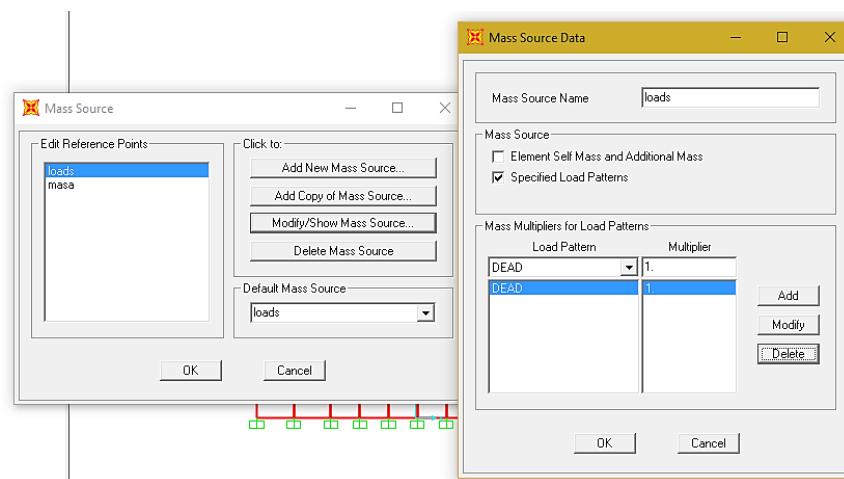 Mass Source
Edit Reference Points
loads
masa
Click to:
Add New Mass Source...
Add Copy of Mass Source...
Modify/Show Mass Source...
Delete Mass Source
Default Mass Source
loads
OK
Cancel
Mass Source Data
Mass Source Name
loads
Mass Source
Element Self Mass and Additional Mass
Specified Load Patterns
Mass Multipliers for Load Patterns
Load Pattern Multiplier
DEAD 1.
DEAD 1.
Add
Modify
Delete
OK
Cancel